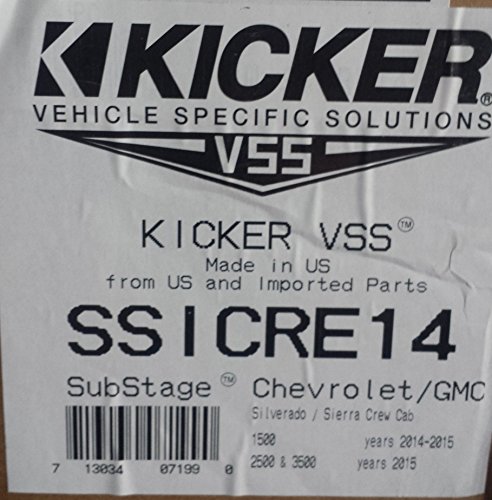 KICKER®
VEHICLE SPECIFIC SOLUTIONS
VSS
KICKER VSS™
Made in US
from US and Imported Parts
SSICRE14
SubStage™ Chevrolet/GMC
Silverado / Sierra Crew Cab
1500 years 2014-2015
2500 & 3500 years 2015
7 13034 07199 0